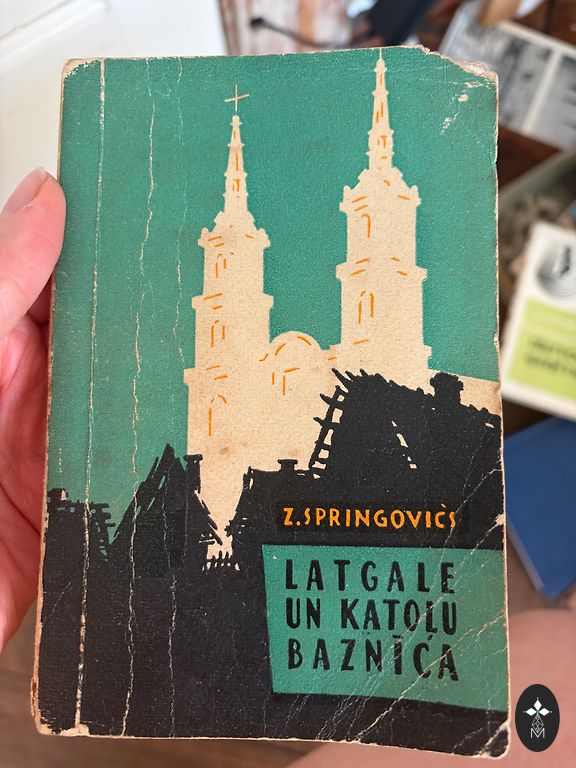 Z.SPRINGOVIČS
LATGALE
UN KATOĻU
BAZNĪCA